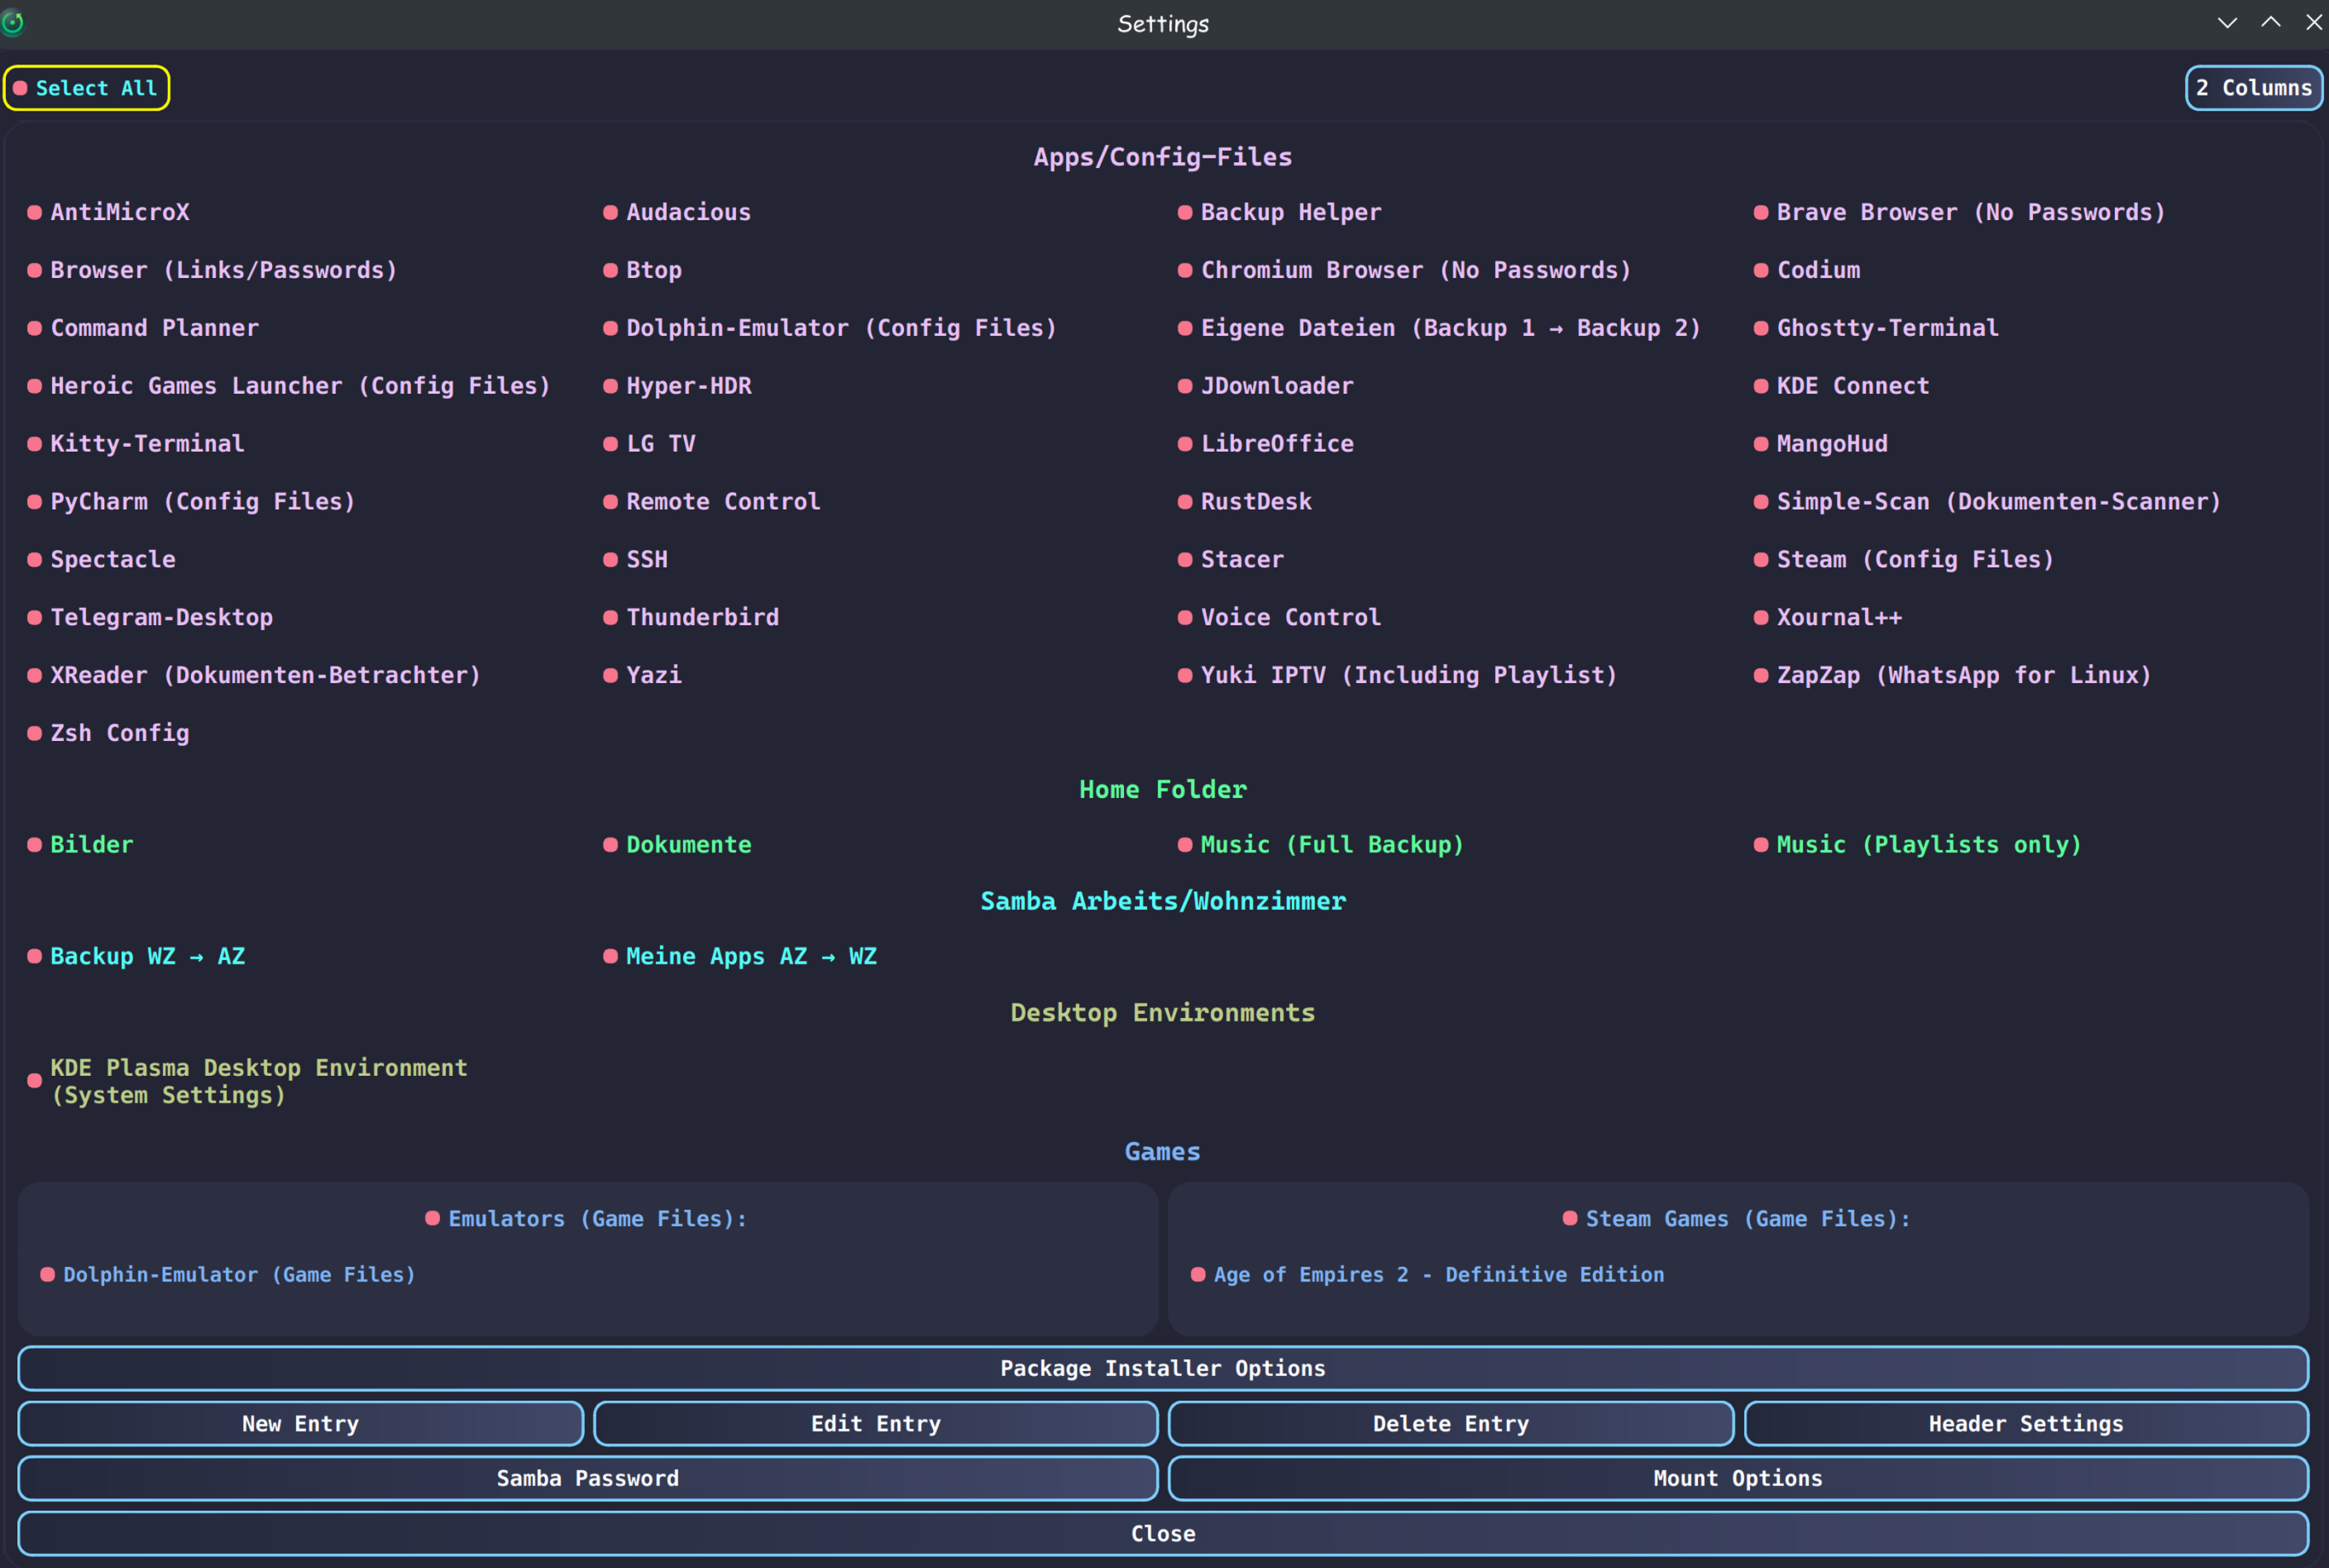 Settings
Select All
2 Columns
Apps/Config-Files
AntiMicroX
Audacious
Backup Helper
Brave Browser (No Passwords)
Browser (Links/Passwords)
Btop
Chromium Browser (No Passwords)
Codium
Command Planner
Dolphin-Emulator (Config Files)
Eigene Dateien (Backup 1 → Backup 2)
Ghostty-Terminal
Heroic Games Launcher (Config Files)
Hyper-HDR
JDownloader
KDE Connect
Kitty-Terminal
LG TV
LibreOffice
MangoHud
PyCharm (Config Files)
Remote Control
RustDesk
Simple-Scan (Dokumenten-Scanner)
Spectacle
SSH
Stacer
Steam (Config Files)
Telegram-Desktop
Thunderbird
Voice Control
Xournal++
XReader (Dokumenten-Betrachter)
Yazi
Yuki IPTV (Including Playlist)
ZapZap (WhatsApp for Linux)
Zsh Config
Home Folder
Bilder
Dokumente
Music (Full Backup)
Music (Playlists only)
Samba Arbeits/Wohnzimmer
Backup WZ → AZ
Meine Apps AZ → WZ
Desktop Environments
KDE Plasma Desktop Environment
(System Settings)
Games
Emulators (Game Files):
Steam Games (Game Files):
Dolphin-Emulator (Game Files)
Age of Empires 2 - Definitive Edition
Package Installer Options
New Entry
Edit Entry
Delete Entry
Header Settings
Samba Password
Mount Options
Close